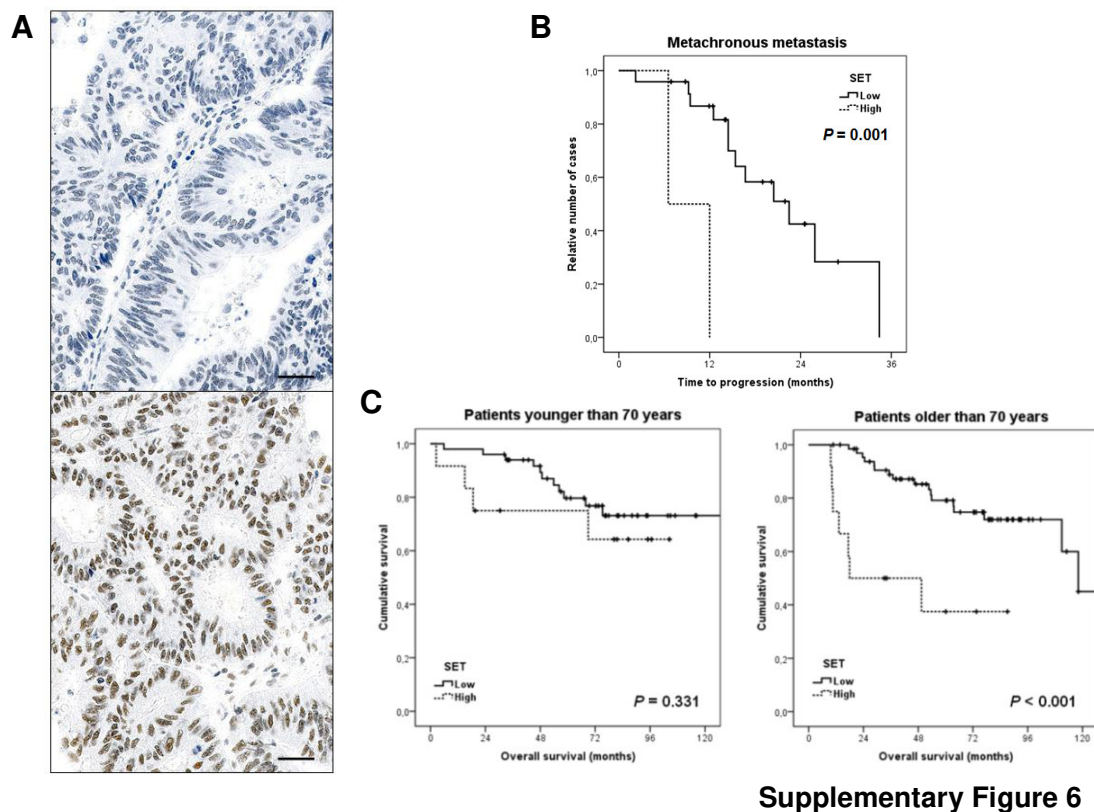 A
B
Metachronous metastasis
Relative number of cases
1,0
0,8
0,6
0,4
0,2
0,0
SET
Low
High
P = 0.001
0 12 24 36
Time to progression (months)
C
Patients younger than 70 years
Cumulative survival
1,0
0,8
0,6
0,4
0,2
0,0
SET
Low
High
P = 0.331
0 24 48 72 96 120
Overall survival (months)
Patients older than 70 years
Cumulative survival
1,0
0,8
0,6
0,4
0,2
0,0
SET
Low
High
P < 0.001
0 24 48 72 96 120
Overall survival (months)
Supplementary Figure 6